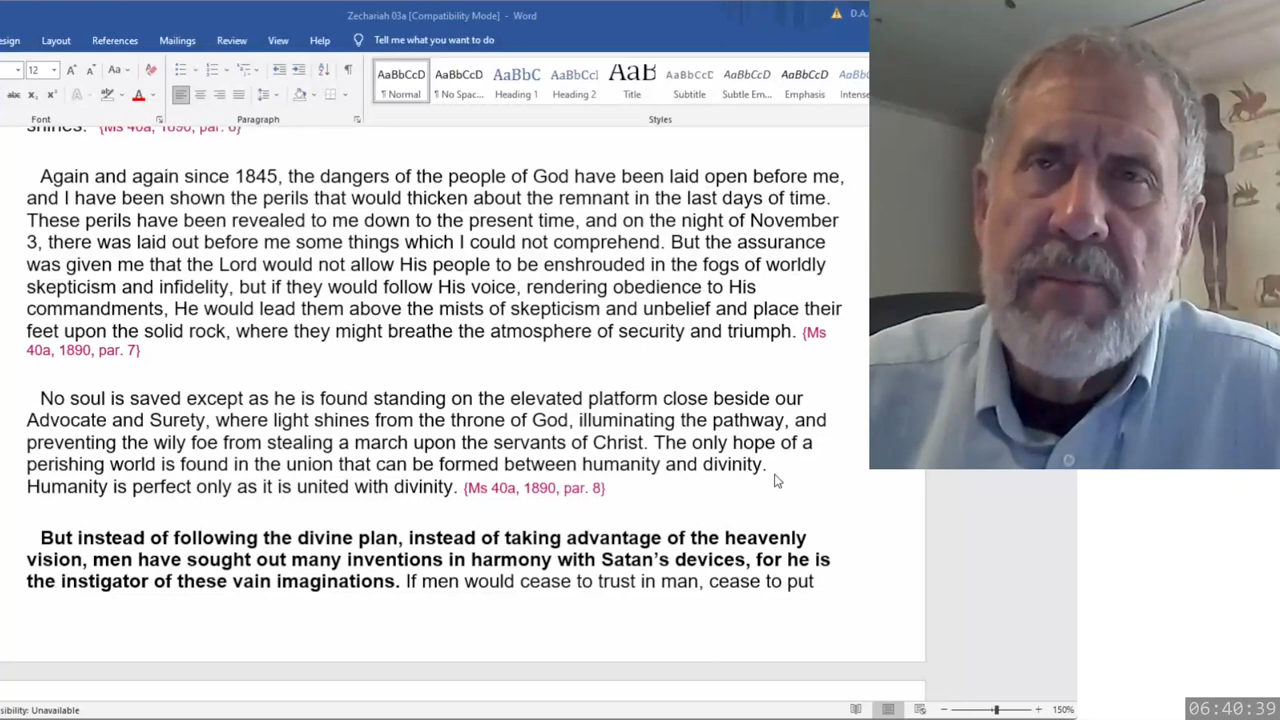 Zechariah 03a [Compatibility Mode] - Word
D.A.
esign Layout References Mailings Review View Help Tell me what you want to do
12 Aa
AaBbCcD AaBbCcD AaBbC AaBbCcI AaB AaBbCcD AaBbCcD AaBbCcD AaBb
abc x₂ x² A A
¶ Normal ¶ No Spac... Heading 1 Heading 2 Title Subtitle Subtle Em... Emphasis Intense
Font Paragraph Styles
shines. {Ms 40a, 1890, par. 6}
Again and again since 1845, the dangers of the people of God have been laid open before me,
and I have been shown the perils that would thicken about the remnant in the last days of time.
These perils have been revealed to me down to the present time, and on the night of November
3, there was laid out before me some things which I could not comprehend. But the assurance
was given me that the Lord would not allow His people to be enshrouded in the fogs of worldly
skepticism and infidelity, but if they would follow His voice, rendering obedience to His
commandments, He would lead them above the mists of skepticism and unbelief and place their
feet upon the solid rock, where they might breathe the atmosphere of security and triumph. {Ms
40a, 1890, par. 7}
No soul is saved except as he is found standing on the elevated platform close beside our
Advocate and Surety, where light shines from the throne of God, illuminating the pathway, and
preventing the wily foe from stealing a march upon the servants of Christ. The only hope of a
perishing world is found in the union that can be formed between humanity and divinity.
Humanity is perfect only as it is united with divinity. {Ms 40a, 1890, par. 8}
But instead of following the divine plan, instead of taking advantage of the heavenly
vision, men have sought out many inventions in harmony with Satan's devices, for he is
the instigator of these vain imaginations. If men would cease to trust in man, cease to put
sibility: Unavailable
150%
06:40:39